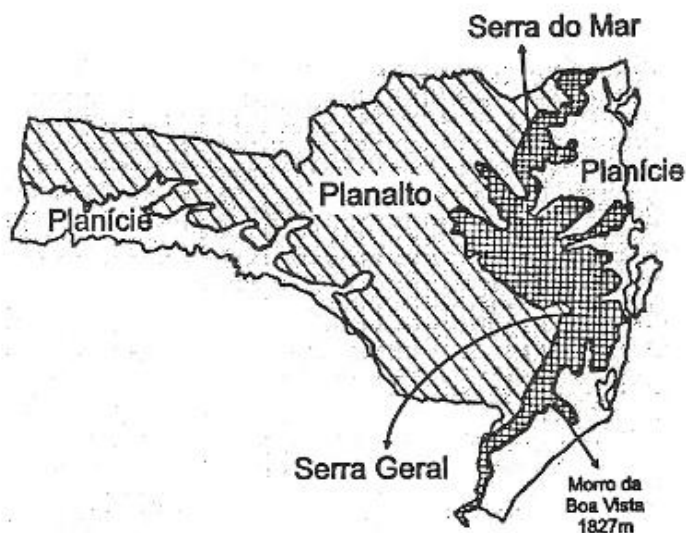 Serra do Mar
Planície
Planalto
Planície
Serra Geral
Morro da
Boa Vista
1827m